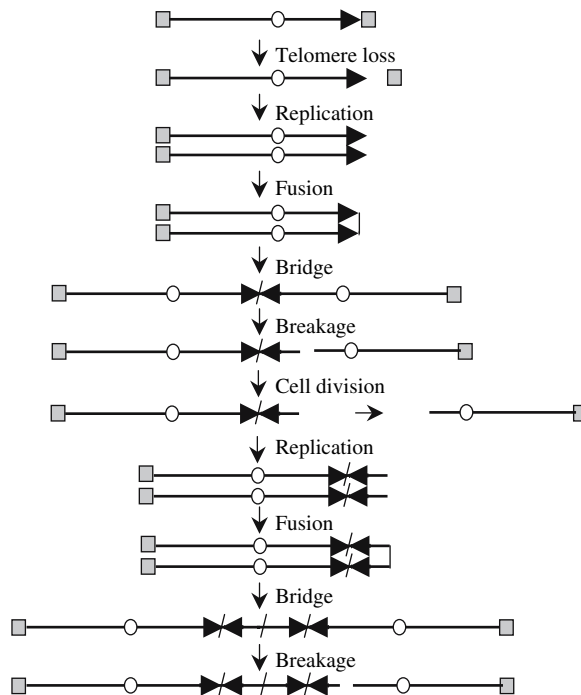 Telomere loss
Replication
Fusion
Bridge
Breakage
Cell division
Replication
Fusion
Bridge
Breakage